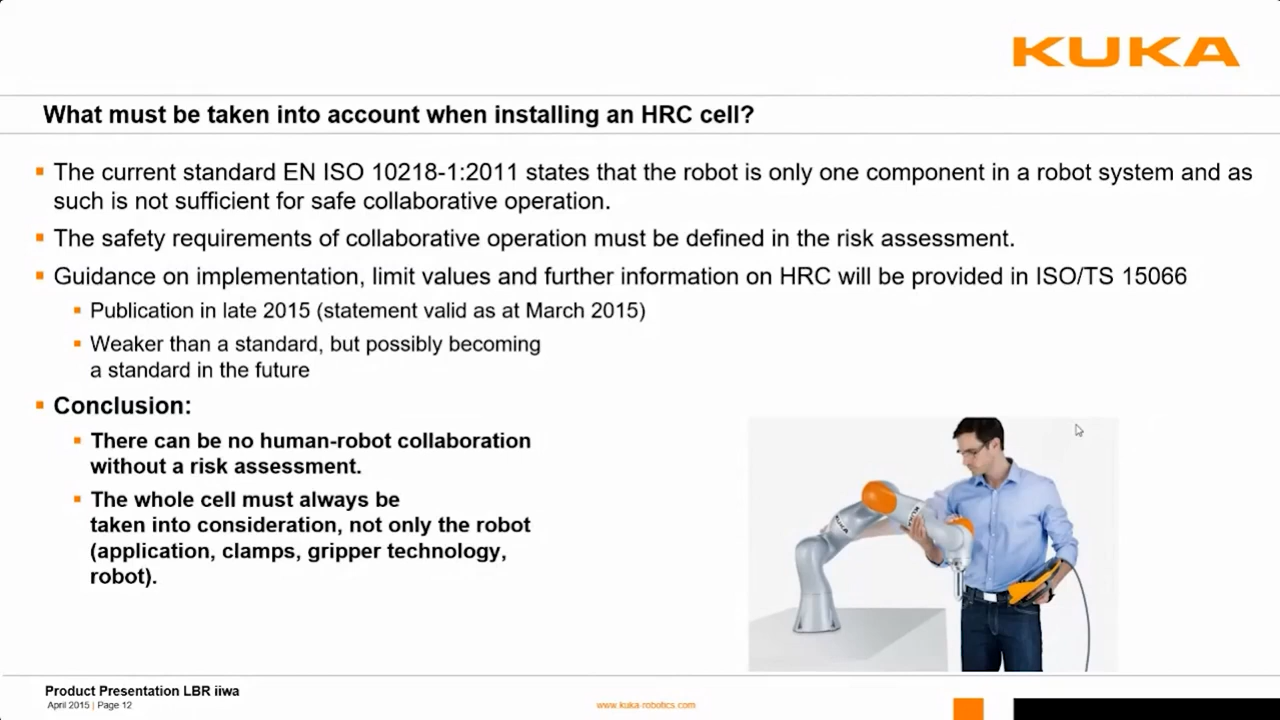 KUKA
What must be taken into account when installing an HRC cell?
The current standard EN ISO 10218-1:2011 states that the robot is only one component in a robot system and as
such is not sufficient for safe collaborative operation.
The safety requirements of collaborative operation must be defined in the risk assessment.
Guidance on implementation, limit values and further information on HRC will be provided in ISO/TS 15066
Publication in late 2015 (statement valid as at March 2015)
Weaker than a standard, but possibly becoming
a standard in the future
Conclusion:
There can be no human-robot collaboration
without a risk assessment.
The whole cell must always be
taken into consideration, not only the robot
(application, clamps, gripper technology,
robot).
KUKA
KUKA
Product Presentation LBR iiwa
April 2015 | Page 12
www.kuka-robotics.com